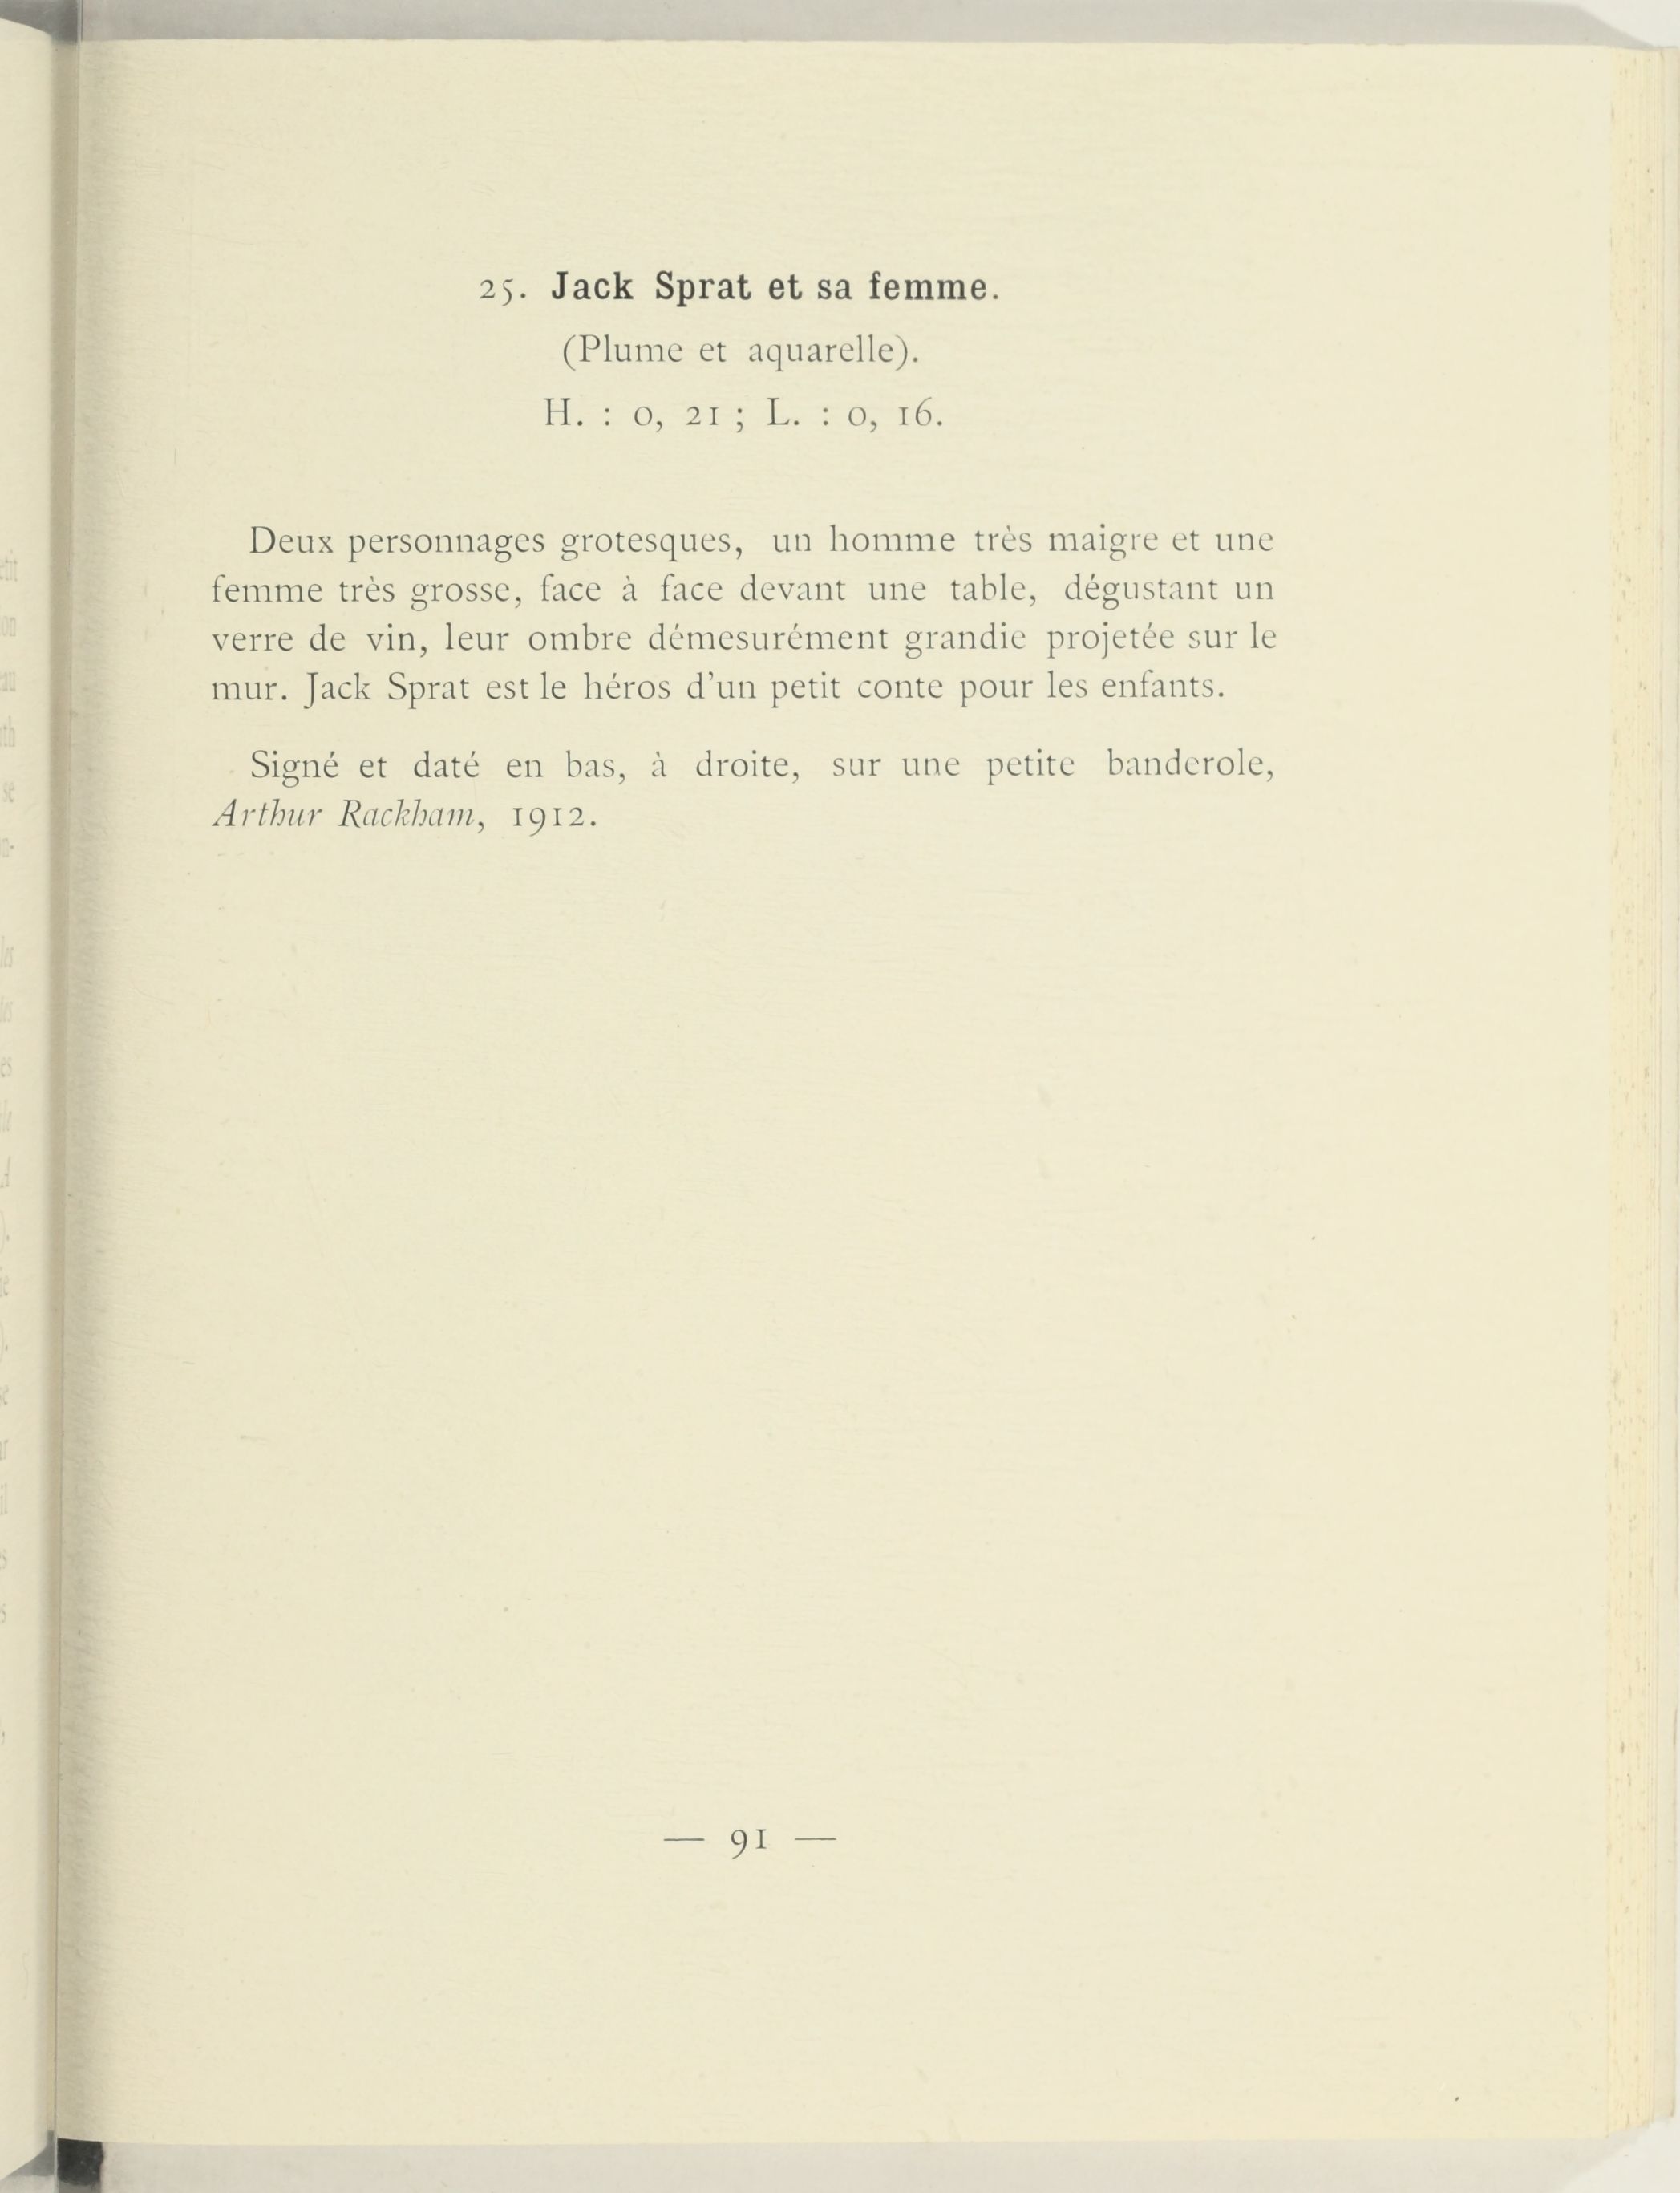 25. Jack Sprat et sa femme.
(Plume et aquarelle).
H. : 0, 21 ; L. : 0, 16.
Deux personnages grotesques, un homme très maigre et une
femme très grosse, face à face devant une table, dégustant un
verre de vin, leur ombre démesurément grandie projetée sur le
mur. Jack Sprat est le héros d'un petit conte pour les enfants.
Signé et daté en bas, à droite, sur une petite banderole,
Arthur Rackham, 1912.
— 91 —